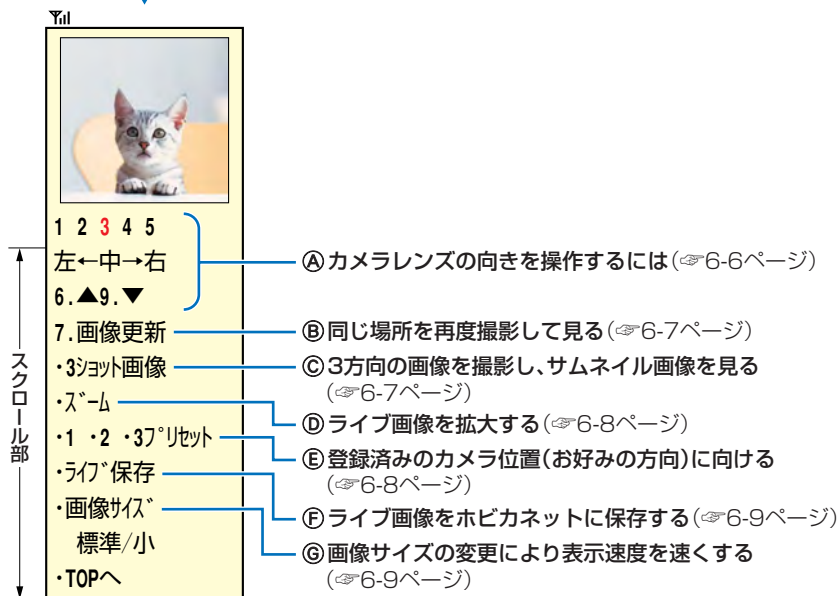 1 2 3 4 5
左←中→右
6.▲9.▼
7.画像更新
・3ｼｮｯﾄ画像
・ｽﾞｰﾑ
・1 ・2 ・3ﾌﾟﾘｾｯﾄ
・ﾗｲﾌﾞ保存
・画像ｻｲｽﾞ
標準/小
・TOPへ
スクロール部
Ⓐカメラレンズの向きを操作するには(☞6-6ページ)
Ⓑ同じ場所を再度撮影して見る(☞6-7ページ)
Ⓒ3方向の画像を撮影し、サムネイル画像を見る
(☞6-7ページ)
Ⓓライブ画像を拡大する(☞6-8ページ)
Ⓔ登録済みのカメラ位置(お好みの方向)に向ける
(☞6-8ページ)
Ⓕライブ画像をホビカネットに保存する(☞6-9ページ)
Ⓖ画像サイズの変更により表示速度を速くする
(☞6-9ページ)